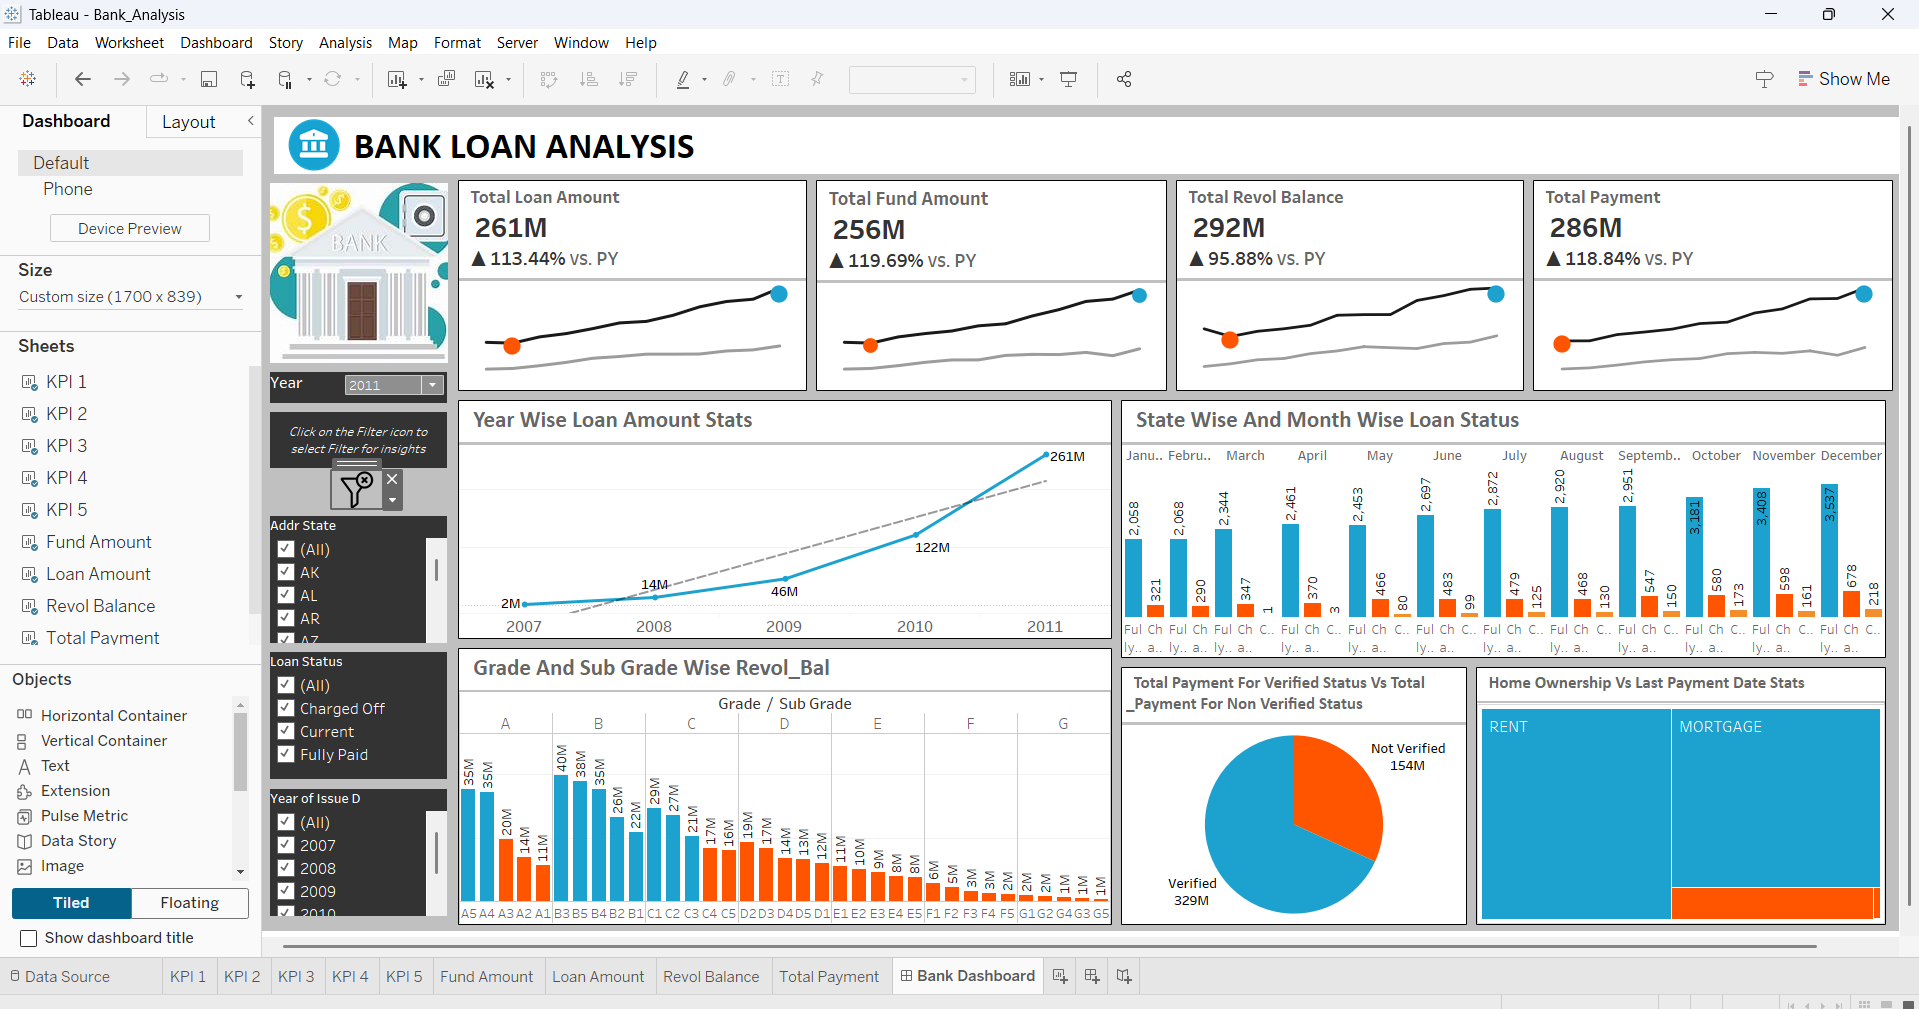 Tableau - Bank_Analysis
File Data Worksheet Dashboard Story Analysis Map Format Server Window Help
Show Me
Dashboard Layout
Default
Phone
Device Preview
Size
Custom size (1700 x 839)
Sheets
KPI 1
KPI 2
KPI 3
KPI 4
KPI 5
Fund Amount
Loan Amount
Revol Balance
Total Payment
Objects
Horizontal Container
Vertical Container
Text
Extension
Pulse Metric
Data Story
Image
Tiled Floating
Show dashboard title
BANK LOAN ANALYSIS
BANK
Year 2011
Click on the Filter icon to
select Filter for insights
Addr State
(All)
AK
AL
AR
AZ
Loan Status
(All)
Charged Off
Current
Fully Paid
Year of Issue D
(All)
2007
2008
2009
2010
Total Loan Amount
261M
▲ 113.44% vs. PY
Total Fund Amount
256M
▲ 119.69% vs. PY
Total Revol Balance
292M
▲ 95.88% vs. PY
Total Payment
286M
▲ 118.84% vs. PY
Year Wise Loan Amount Stats
2M 14M 46M 122M 261M
2007 2008 2009 2010 2011
State Wise And Month Wise Loan Status
Janu.. Febru.. March April May June July August Septemb.. October November December
2,058 321 2,068 290 2,344 347 1 2,461 370 3 2,453 466 80 2,697 483 99 2,872 479 125 2,920 468 130 2,951 547 150 3,181 580 173 3,408 598 161 3,537 678 218
Ful Ch Ful Ch Ful Ch C.. Ful Ch C.. Ful Ch C.. Ful Ch C.. Ful Ch C.. Ful Ch C.. Ful Ch C.. Ful Ch C.. Ful Ch C.. Ful Ch C..
ly.. a.. ly.. a.. ly.. a.. ly.. a.. ly.. a.. ly.. a.. ly.. a.. ly.. a.. ly.. a.. ly.. a.. ly.. a.. ly.. a..
Grade And Sub Grade Wise Revol_Bal
Grade / Sub Grade
A B C D E F G
35M 35M 20M 14M 11M 40M 38M 35M 26M 22M 29M 27M 21M 17M 16M 19M 17M 14M 13M 12M 11M 10M 9M 8M 8M 6M 5M 3M 3M 2M 2M 2M 1M 1M 1M
A5 A4 A3 A2 A1 B3 B5 B4 B2 B1 C1 C2 C3 C4 C5 D2 D3 D4 D5 D1 E1 E2 E3 E4 E5 F1 F2 F3 F4 F5 G1 G2 G4 G3 G5
Total Payment For Verified Status Vs Total
_Payment For Non Verified Status
Not Verified
154M
Verified
329M
Home Ownership Vs Last Payment Date Stats
RENT MORTGAGE
Data Source KPI 1 KPI 2 KPI 3 KPI 4 KPI 5 Fund Amount Loan Amount Revol Balance Total Payment Bank Dashboard